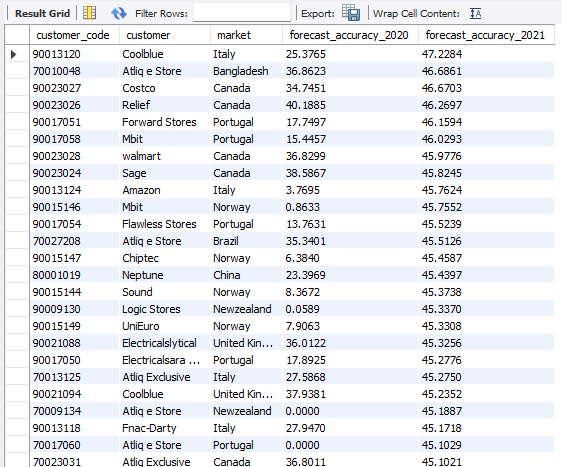 Result Grid Filter Rows: Export: Wrap Cell Content:
customer_code customer market forecast_accuracy_2020 forecast_accuracy_2021
90013120 Coolblue Italy 25.3765 47.2284
70010048 Atliq e Store Bangladesh 36.8623 46.6861
90023027 Costco Canada 34.7451 46.6703
90023026 Relief Canada 40.1885 46.2697
90017051 Forward Stores Portugal 17.7497 46.1594
90017058 Mbit Portugal 15.4457 46.0293
90023028 walmart Canada 36.8299 45.9776
90023024 Sage Canada 38.5867 45.8245
90013124 Amazon Italy 3.7695 45.7624
90015146 Mbit Norway 0.8633 45.7552
90017054 Flawless Stores Portugal 13.7631 45.5239
70027208 Atliq e Store Brazil 35.3401 45.5126
90015147 Chiptec Norway 6.3840 45.4587
80001019 Neptune China 23.3969 45.4397
90015144 Sound Norway 8.3672 45.3738
90009130 Logic Stores Newzealand 0.0589 45.3370
90015149 UniEuro Norway 7.9063 45.3308
90021088 Electricalslytical United Kin... 36.0122 45.3256
90017050 Electricalsara ... Portugal 17.8925 45.2776
70013125 Atliq Exclusive Italy 27.5868 45.2750
90021094 Coolblue United Kin... 37.9381 45.2352
70009134 Atliq e Store Newzealand 0.0000 45.1887
90013118 Fnac-Darty Italy 27.9470 45.1718
70017060 Atliq e Store Portugal 0.0000 45.1029
70023031 Atliq Exclusive Canada 36.8011 45.1021